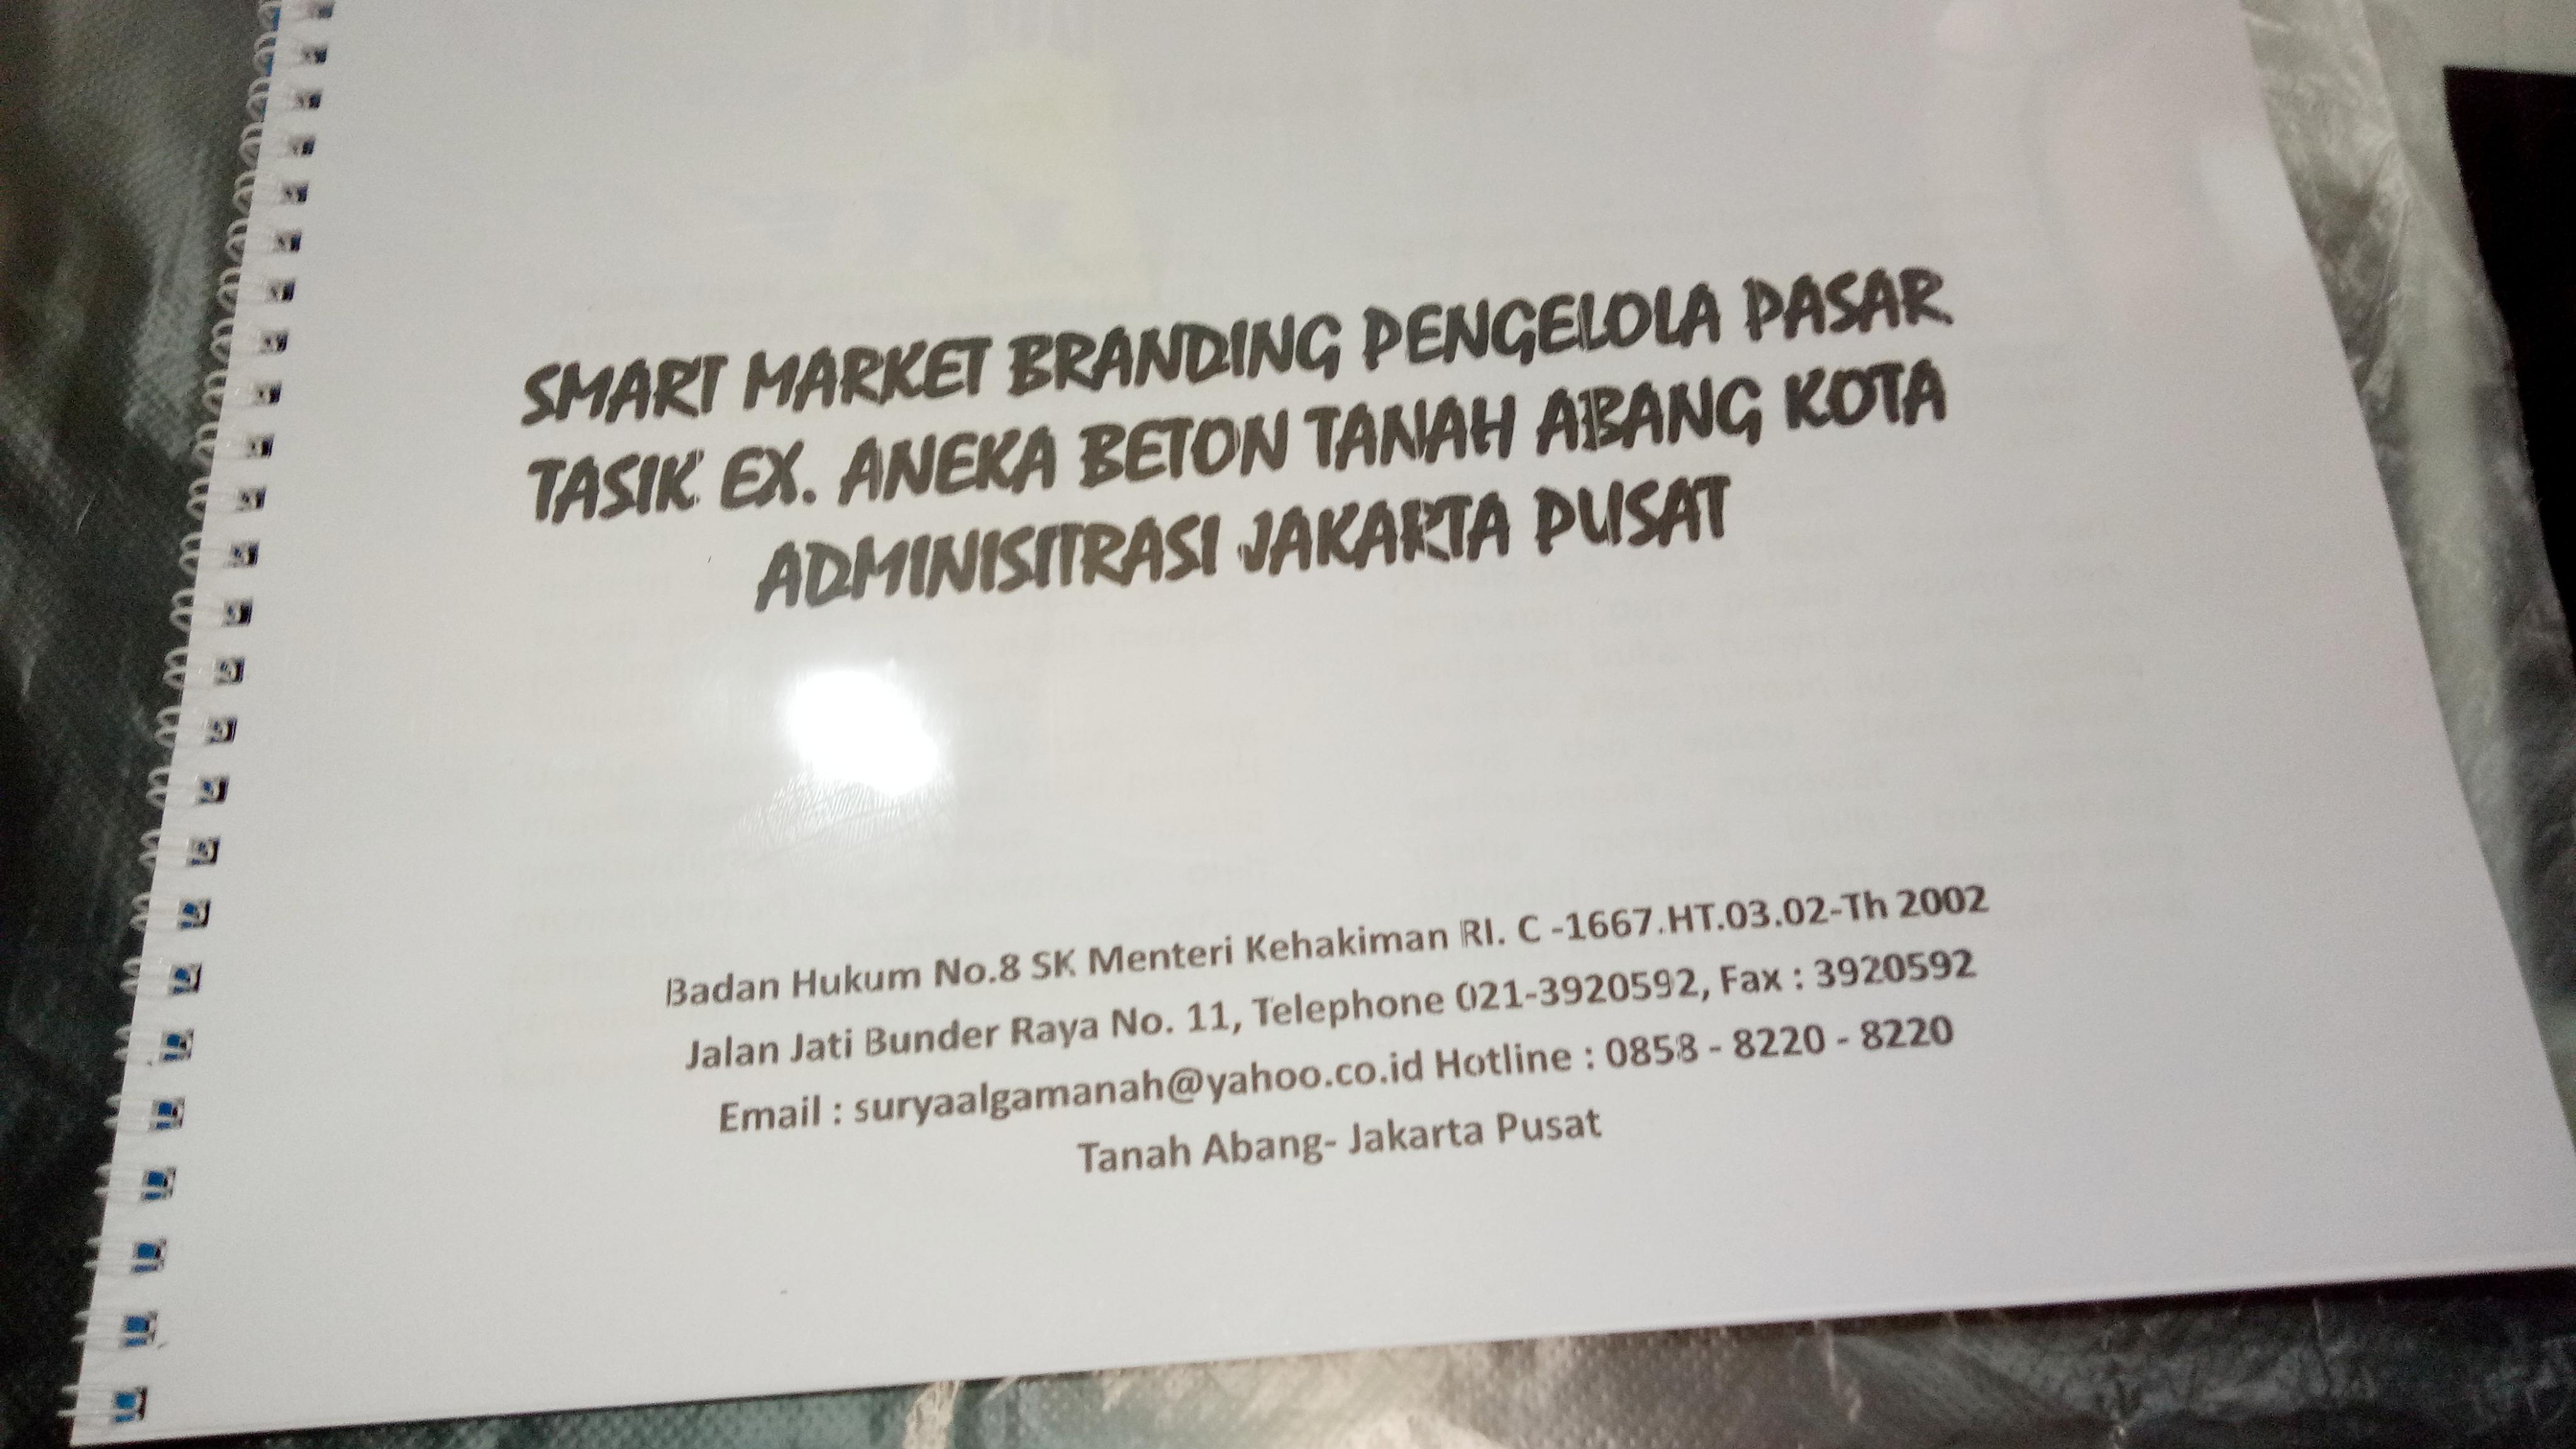 SMART MARKET BRANDING PENGELOLA PASAR
TASIK EX. ANEKA BETON TANAH ABANG KOTA
ADMINISITRASI JAKARTA PUSAT
Badan Hukum No.8 SK Menteri Kehakiman RI. C -1667.HT.03.02-Th 2002
Jalan Jati Bunder Raya No. 11, Telephone 021-3920592, Fax : 3920592
Email : suryaalgamanah@yahoo.co.id Hotline : 0858 - 8220 - 8220
Tanah Abang- Jakarta Pusat